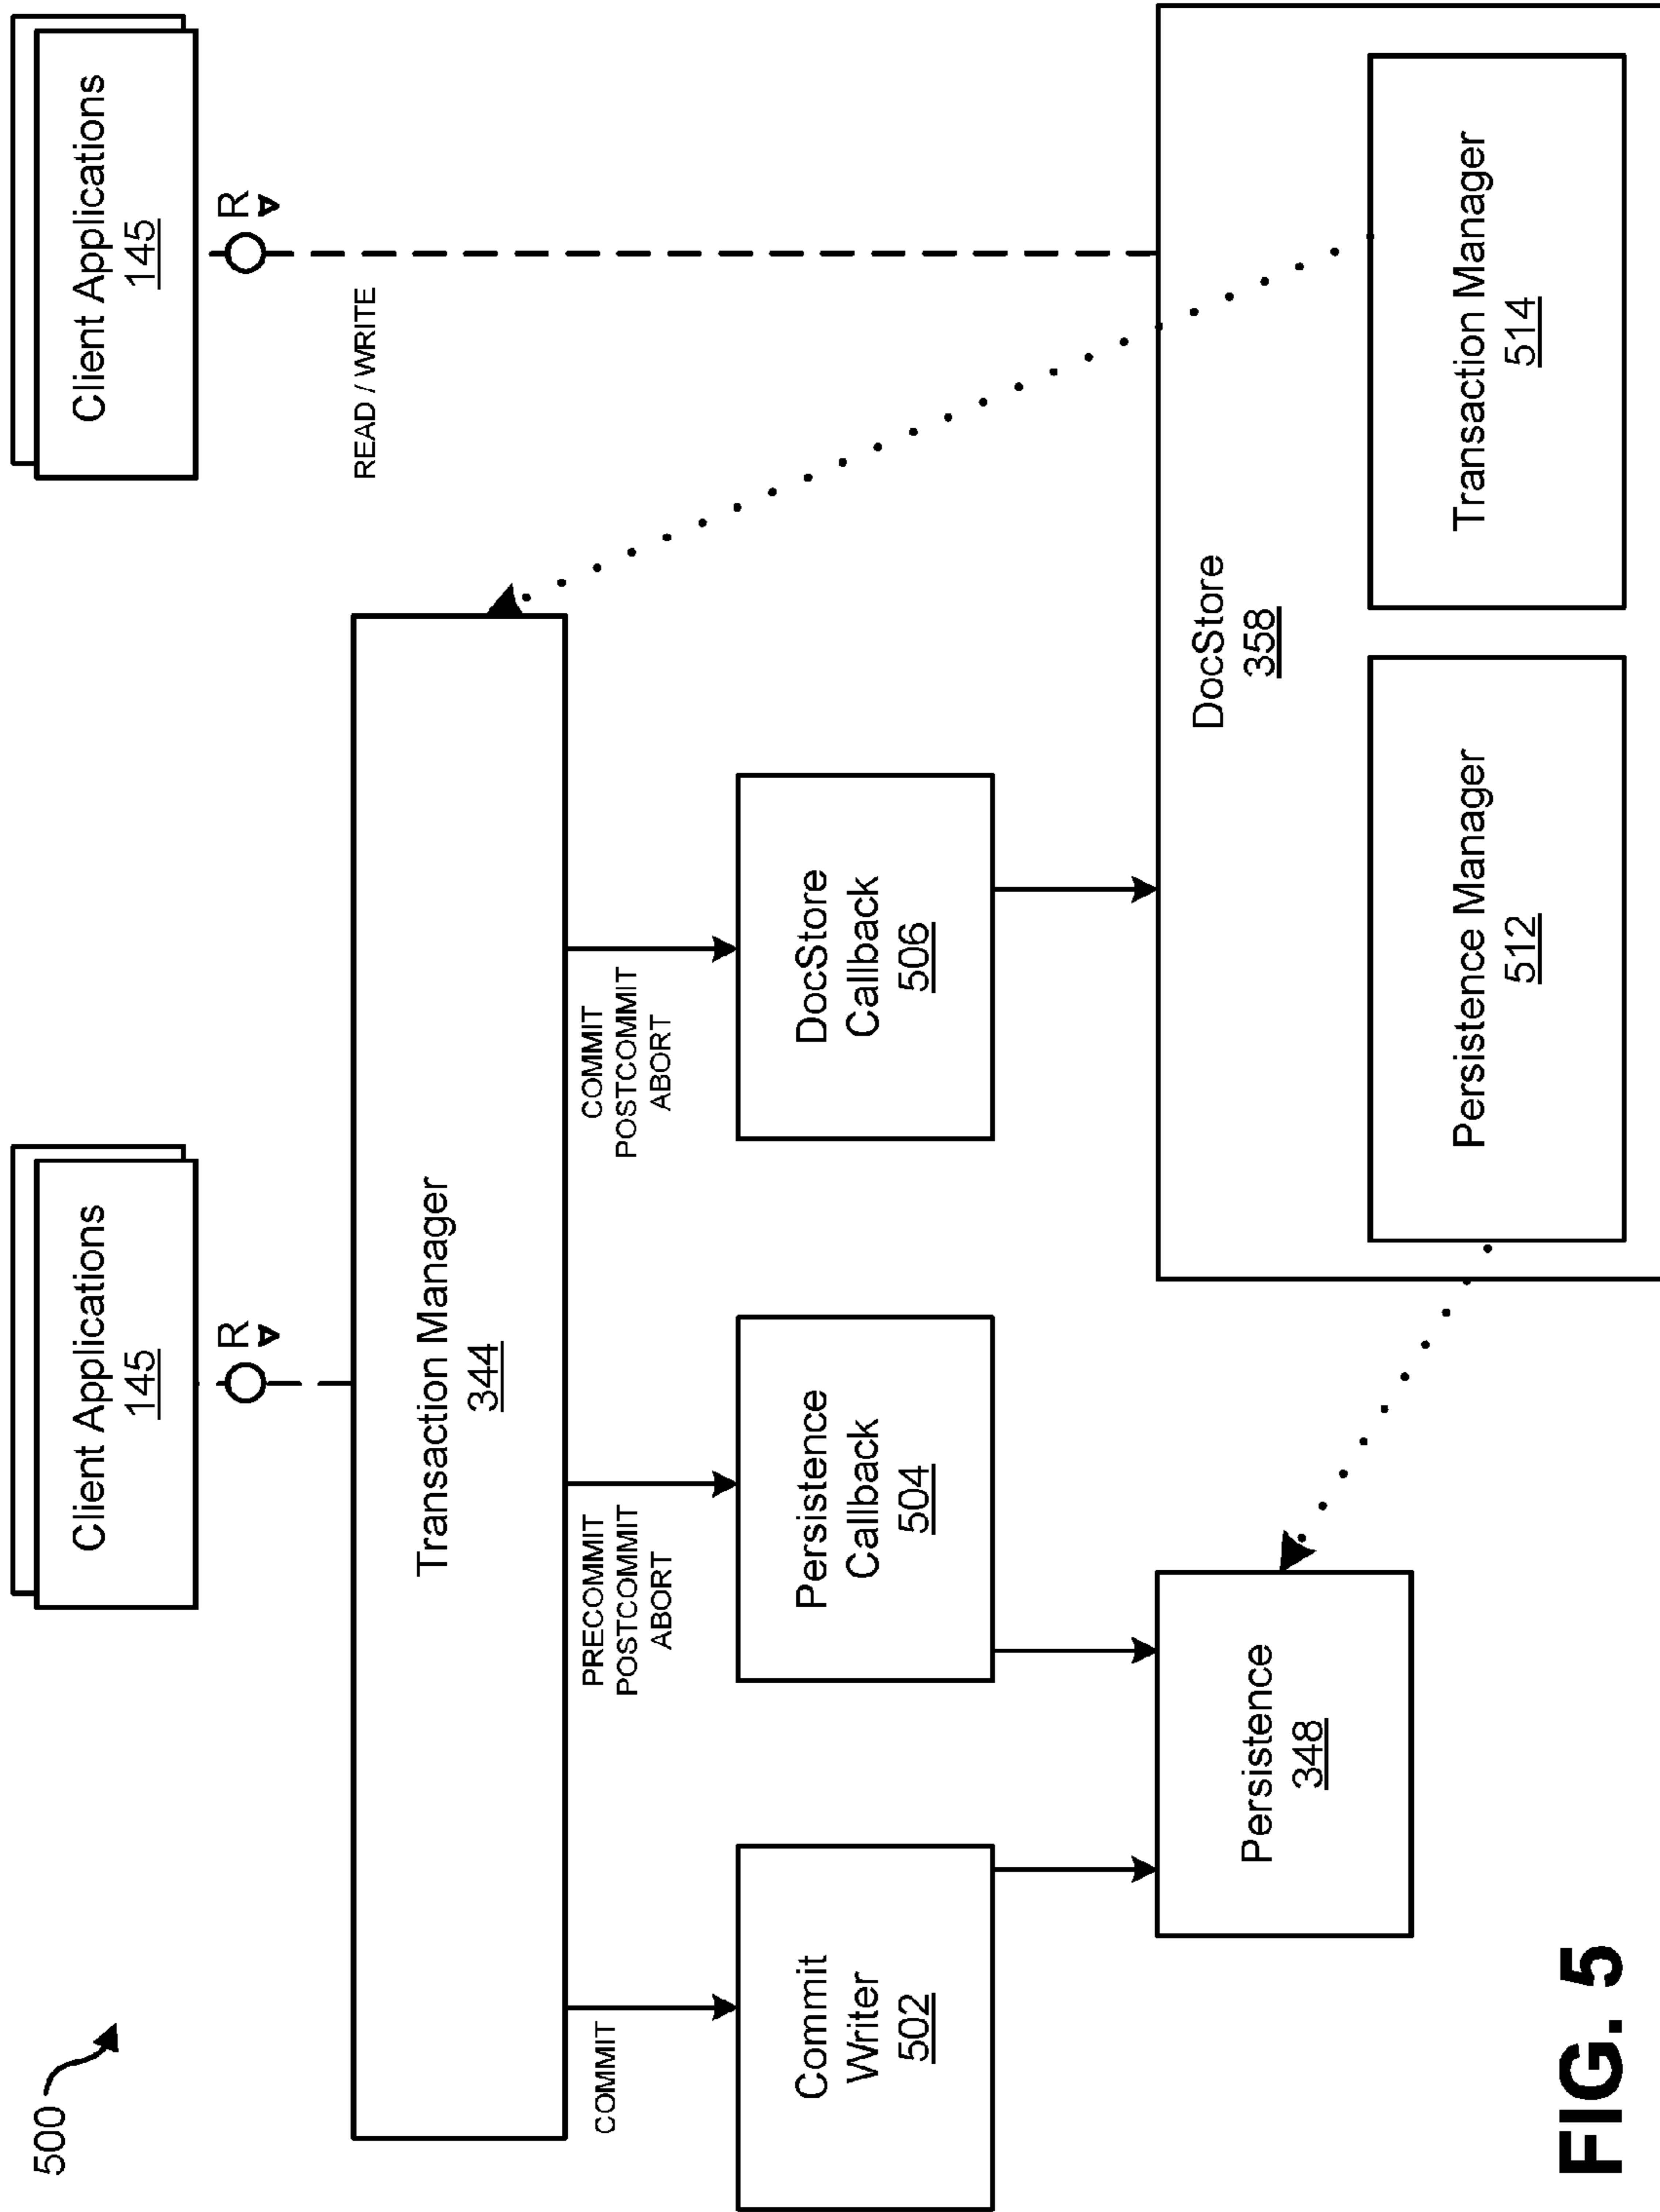 500
Client Applications
145
R
Client Applications
145
R
READ / WRITE
Transaction Manager
344
COMMIT
PRECOMMIT
POSTCOMMIT
ABORT
COMMIT
POSTCOMMIT
ABORT
Commit
Writer
502
Persistence
Callback
504
DocStore
Callback
506
Persistence
348
DocStore
358
Persistence Manager
512
Transaction Manager
514
FIG. 5